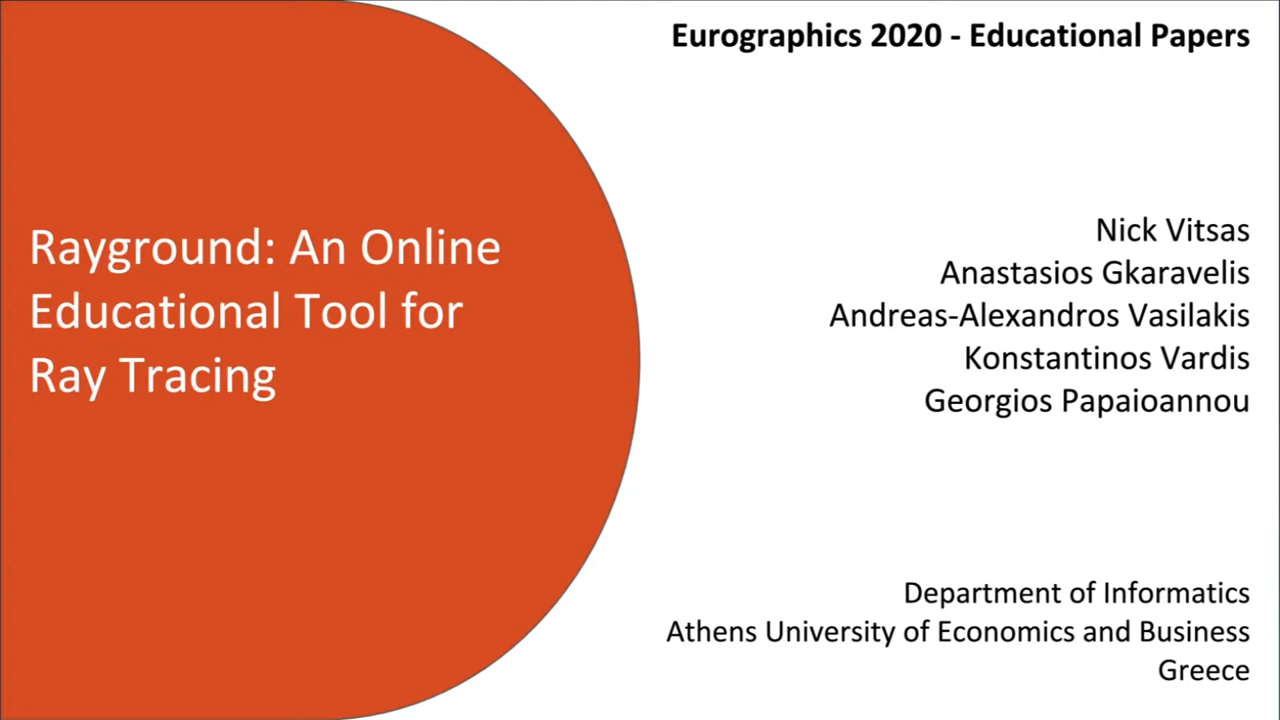 Eurographics 2020 - Educational Papers
Rayground: An Online
Educational Tool for
Ray Tracing
Nick Vitsas
Anastasios Gkaravelis
Andreas-Alexandros Vasilakis
Konstantinos Vardis
Georgios Papaioannou
Department of Informatics
Athens University of Economics and Business
Greece